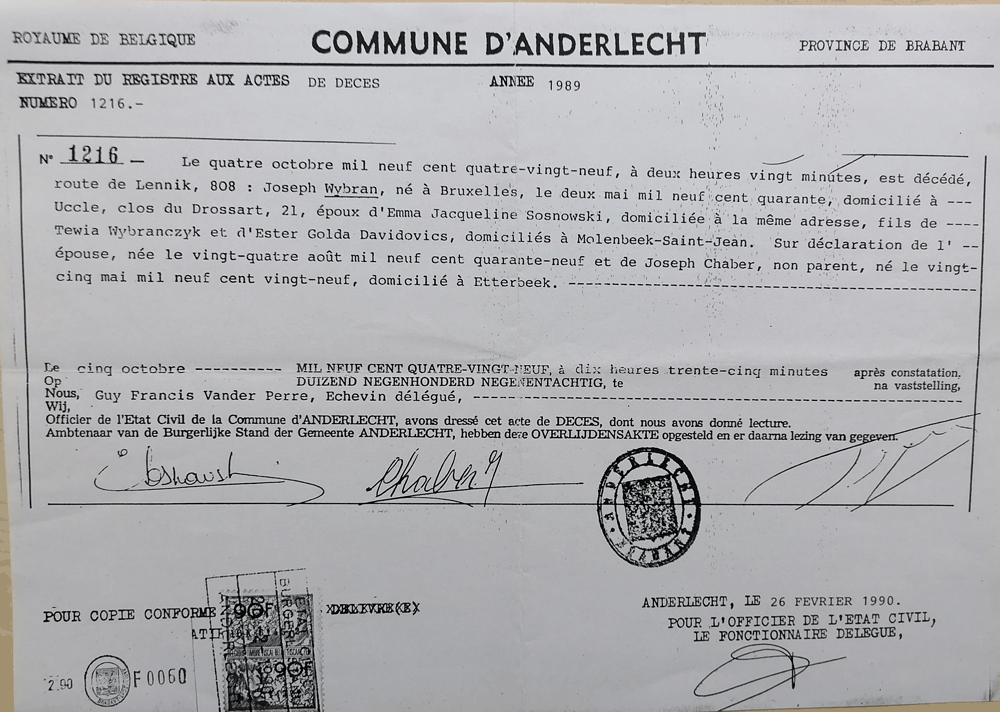 ROYAUME DE BELGIQUE
COMMUNE D'ANDERLECHT
PROVINCE DE BRABANT
EXTRAIT DU REGISTRE AUX ACTES DE DECES ANNEE 1989
NUMERO 1216.-
N° 1216 — Le quatre octobre mil neuf cent quatre-vingt-neuf, à deux heures vingt minutes, est décédé,
route de Lennik, 808 : Joseph Wybran, né à Bruxelles, le deux mai mil neuf cent quarante, domicilié à ---
Uccle, clos du Drossart, 21, époux d'Emma Jacqueline Sosnowski, domiciliée à la même adresse, fils de ----
Tewia Wybranczyk et d'Ester Golda Davidovics, domiciliés à Molenbeek-Saint-Jean. Sur déclaration de l' --
épouse, née le vingt-quatre août mil neuf cent quarante-neuf et de Joseph Chaber, non parent, né le vingt-
cinq mai mil neuf cent vingt-neuf, domicilié à Etterbeek. ----------------------------------------
Le cinq octobre ---------- MIL NEUF CENT QUATRE-VINGT-NEUF, à dix heures trente-cinq minutes après constatation,
Op DUIZEND NEGENHONDERD NEGENENTACHTIG, te na vaststelling,
Nous, Guy Francis Vander Perre, Echevin délégué, --------------------------------------------------
Wij,
Officier de l'Etat Civil de la Commune d'ANDERLECHT, avons dressé cet acte de DECES, dont nous avons donné lecture.
Ambtenaar van de Burgerlijke Stand der Gemeente ANDERLECHT, hebben deze OVERLIJDENSAKTE opgesteld en er daarna lezing van gegeven.
Chaber
ANDERLECHT
POUR COPIE CONFORME
90F
90F
XDELIVRE(E)X
ANDERLECHT, LE 26 FEVRIER 1990.
POUR L'OFFICIER DE L'ETAT CIVIL,
LE FONCTIONNAIRE DELEGUE,
F0060